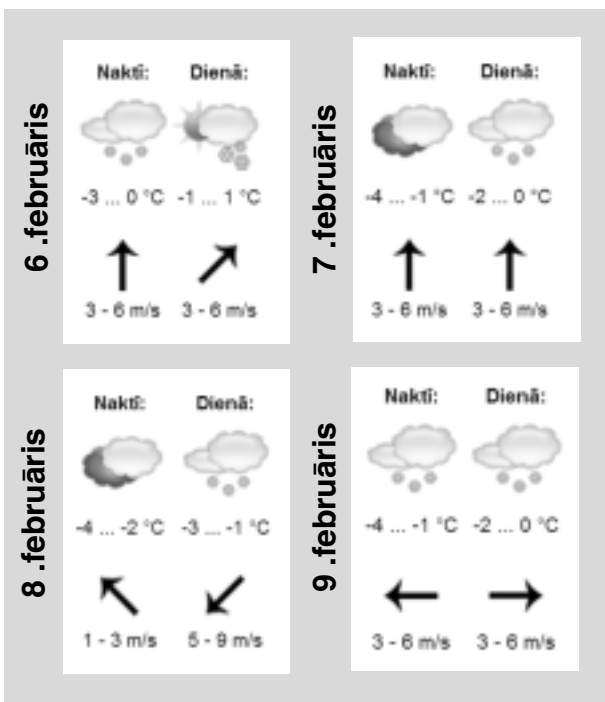 6 .februāris
Naktī: Dienā:
-3 ... 0 °C -1 ... 1 °C
3 - 6 m/s 3 - 6 m/s
7 .februāris
Naktī: Dienā:
-4 ... -1 °C -2 ... 0 °C
3 - 6 m/s 3 - 6 m/s
8 .februāris
Naktī: Dienā:
-4 ... -2 °C -3 ... -1 °C
1 - 3 m/s 5 - 9 m/s
9 .februāris
Naktī: Dienā:
-4 ... -1 °C -2 ... 0 °C
3 - 6 m/s 3 - 6 m/s